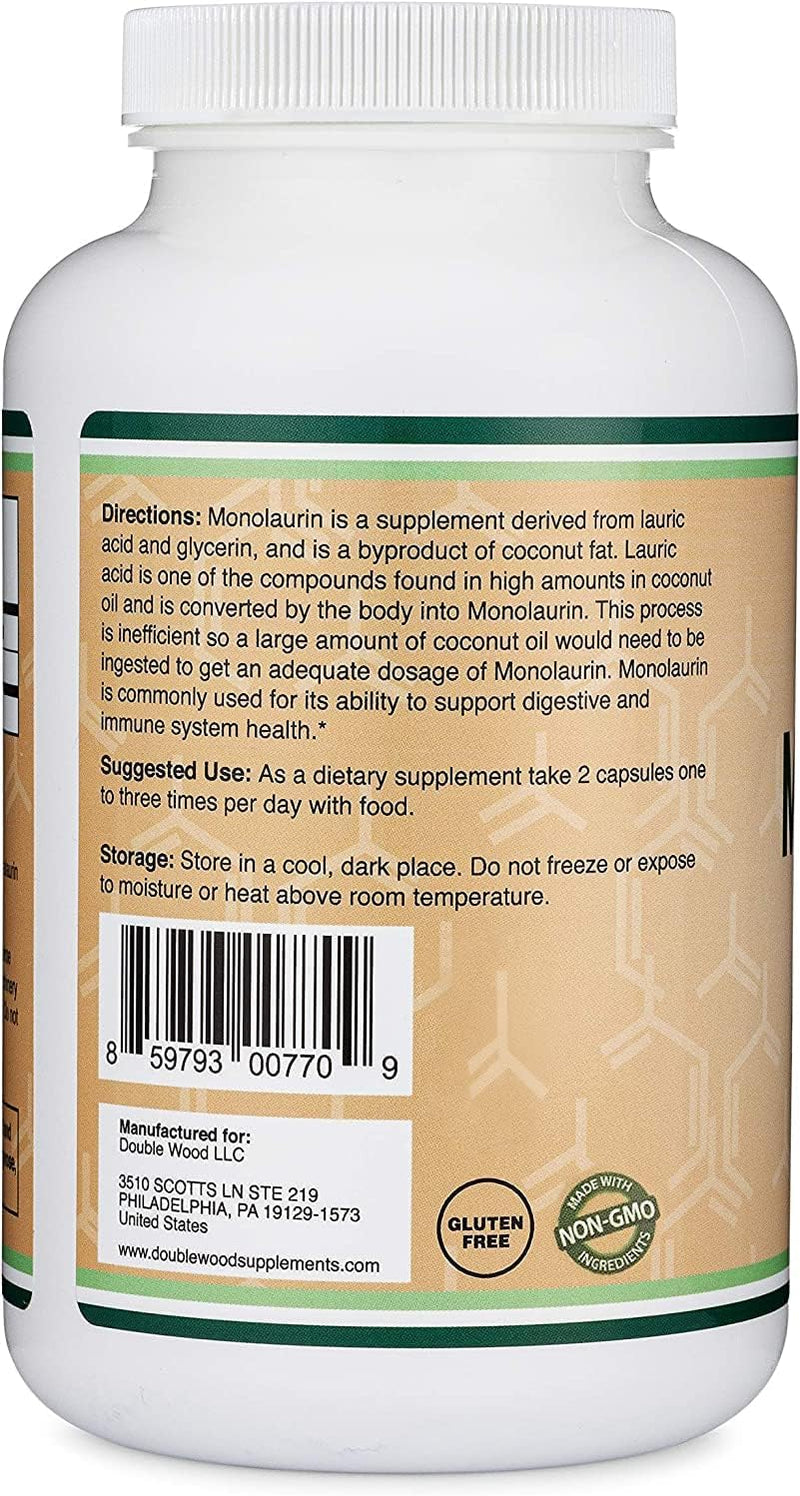 Directions: Monolaurin is a supplement derived from lauric
acid and glycerin, and is a byproduct of coconut fat. Lauric
acid is one of the compounds found in high amounts in coconut
oil and is converted by the body into Monolaurin. This process
is inefficient so a large amount of coconut oil would need to be
ingested to get an adequate dosage of Monolaurin. Monolaurin
is commonly used for its ability to support digestive and
immune system health.*
Suggested Use: As a dietary supplement take 2 capsules one
to three times per day with food.
Storage: Store in a cool, dark place. Do not freeze or expose
to moisture or heat above room temperature.
8 59793 00770 9
Manufactured for:
Double Wood LLC
3510 SCOTTS LN STE 219
PHILADELPHIA, PA 19129-1573
United States
www.doublewoodsupplements.com
GLUTEN
FREE
MADE WITH
NON-GMO
INGREDIENTS